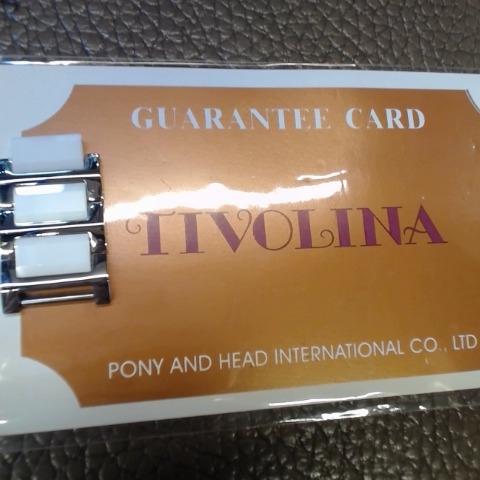 GUARANTEE CARD
TIVOLINA
PONY AND HEAD INTERNATIONAL CO., LTD